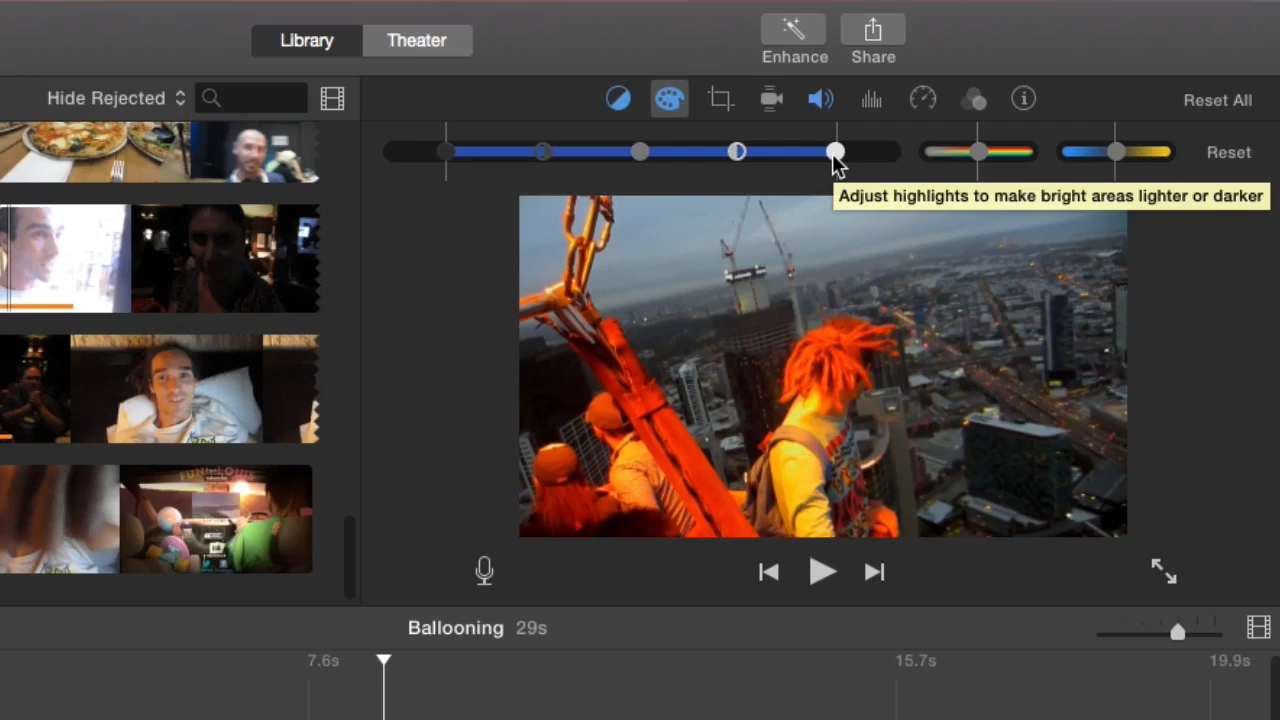 Library
Theater
Enhance
Share
Hide Rejected
Reset All
Reset
Adjust highlights to make bright areas lighter or darker
Ballooning 29s
7.6s
15.7s
19.9s